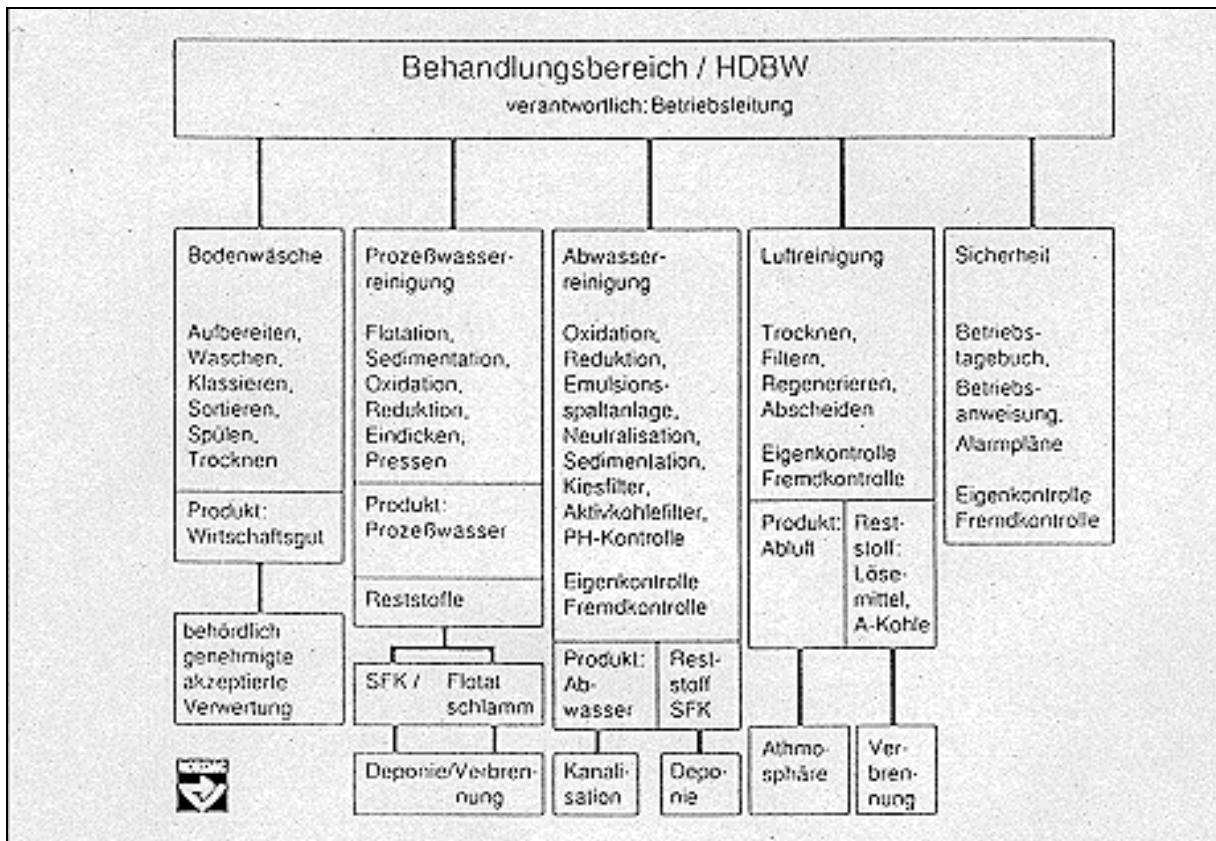 Behandlungsbereich / HDBW
verantwortlich: Betriebsleitung
Bodenwäsche
Aufbereiten,
Waschen,
Klassieren,
Sortieren,
Spülen,
Trocknen
Produkt:
Wirtschaftsgut
behördlich
genehmigte
akzeptierte
Verwertung
Prozeßwasser-
reinigung
Flotation,
Sedimentation,
Oxidation,
Reduktion,
Eindicken,
Pressen
Produkt:
Prozeßwasser
Reststoffe
SFK /
Flotat
schlamm
Deponie/Verbren-
nung
Abwasser-
reinigung
Oxidation,
Reduktion,
Emulsions-
spaltanlage,
Neutralisation,
Sedimentation,
Kiesfilter,
Aktivkohlefilter,
PH-Kontrolle
Eigenkontrolle
Fremdkontrolle
Produkt:
Ab-
wasser
Rest-
stoff
SFK
Kanali-
sation
Depo-
nie
Luftreinigung
Trocknen,
Filtern,
Regenerieren,
Abscheiden
Eigenkontrolle
Fremdkontrolle
Produkt:
Abluft
Rest-
stoff:
Löse-
mittel,
A-Kohle
Athmo-
sphäre
Ver-
bren-
nung
Sicherheit
Betriebs-
tagebuch,
Betriebs-
anweisung,
Alarmpläne
Eigenkontrolle
Fremdkontrolle